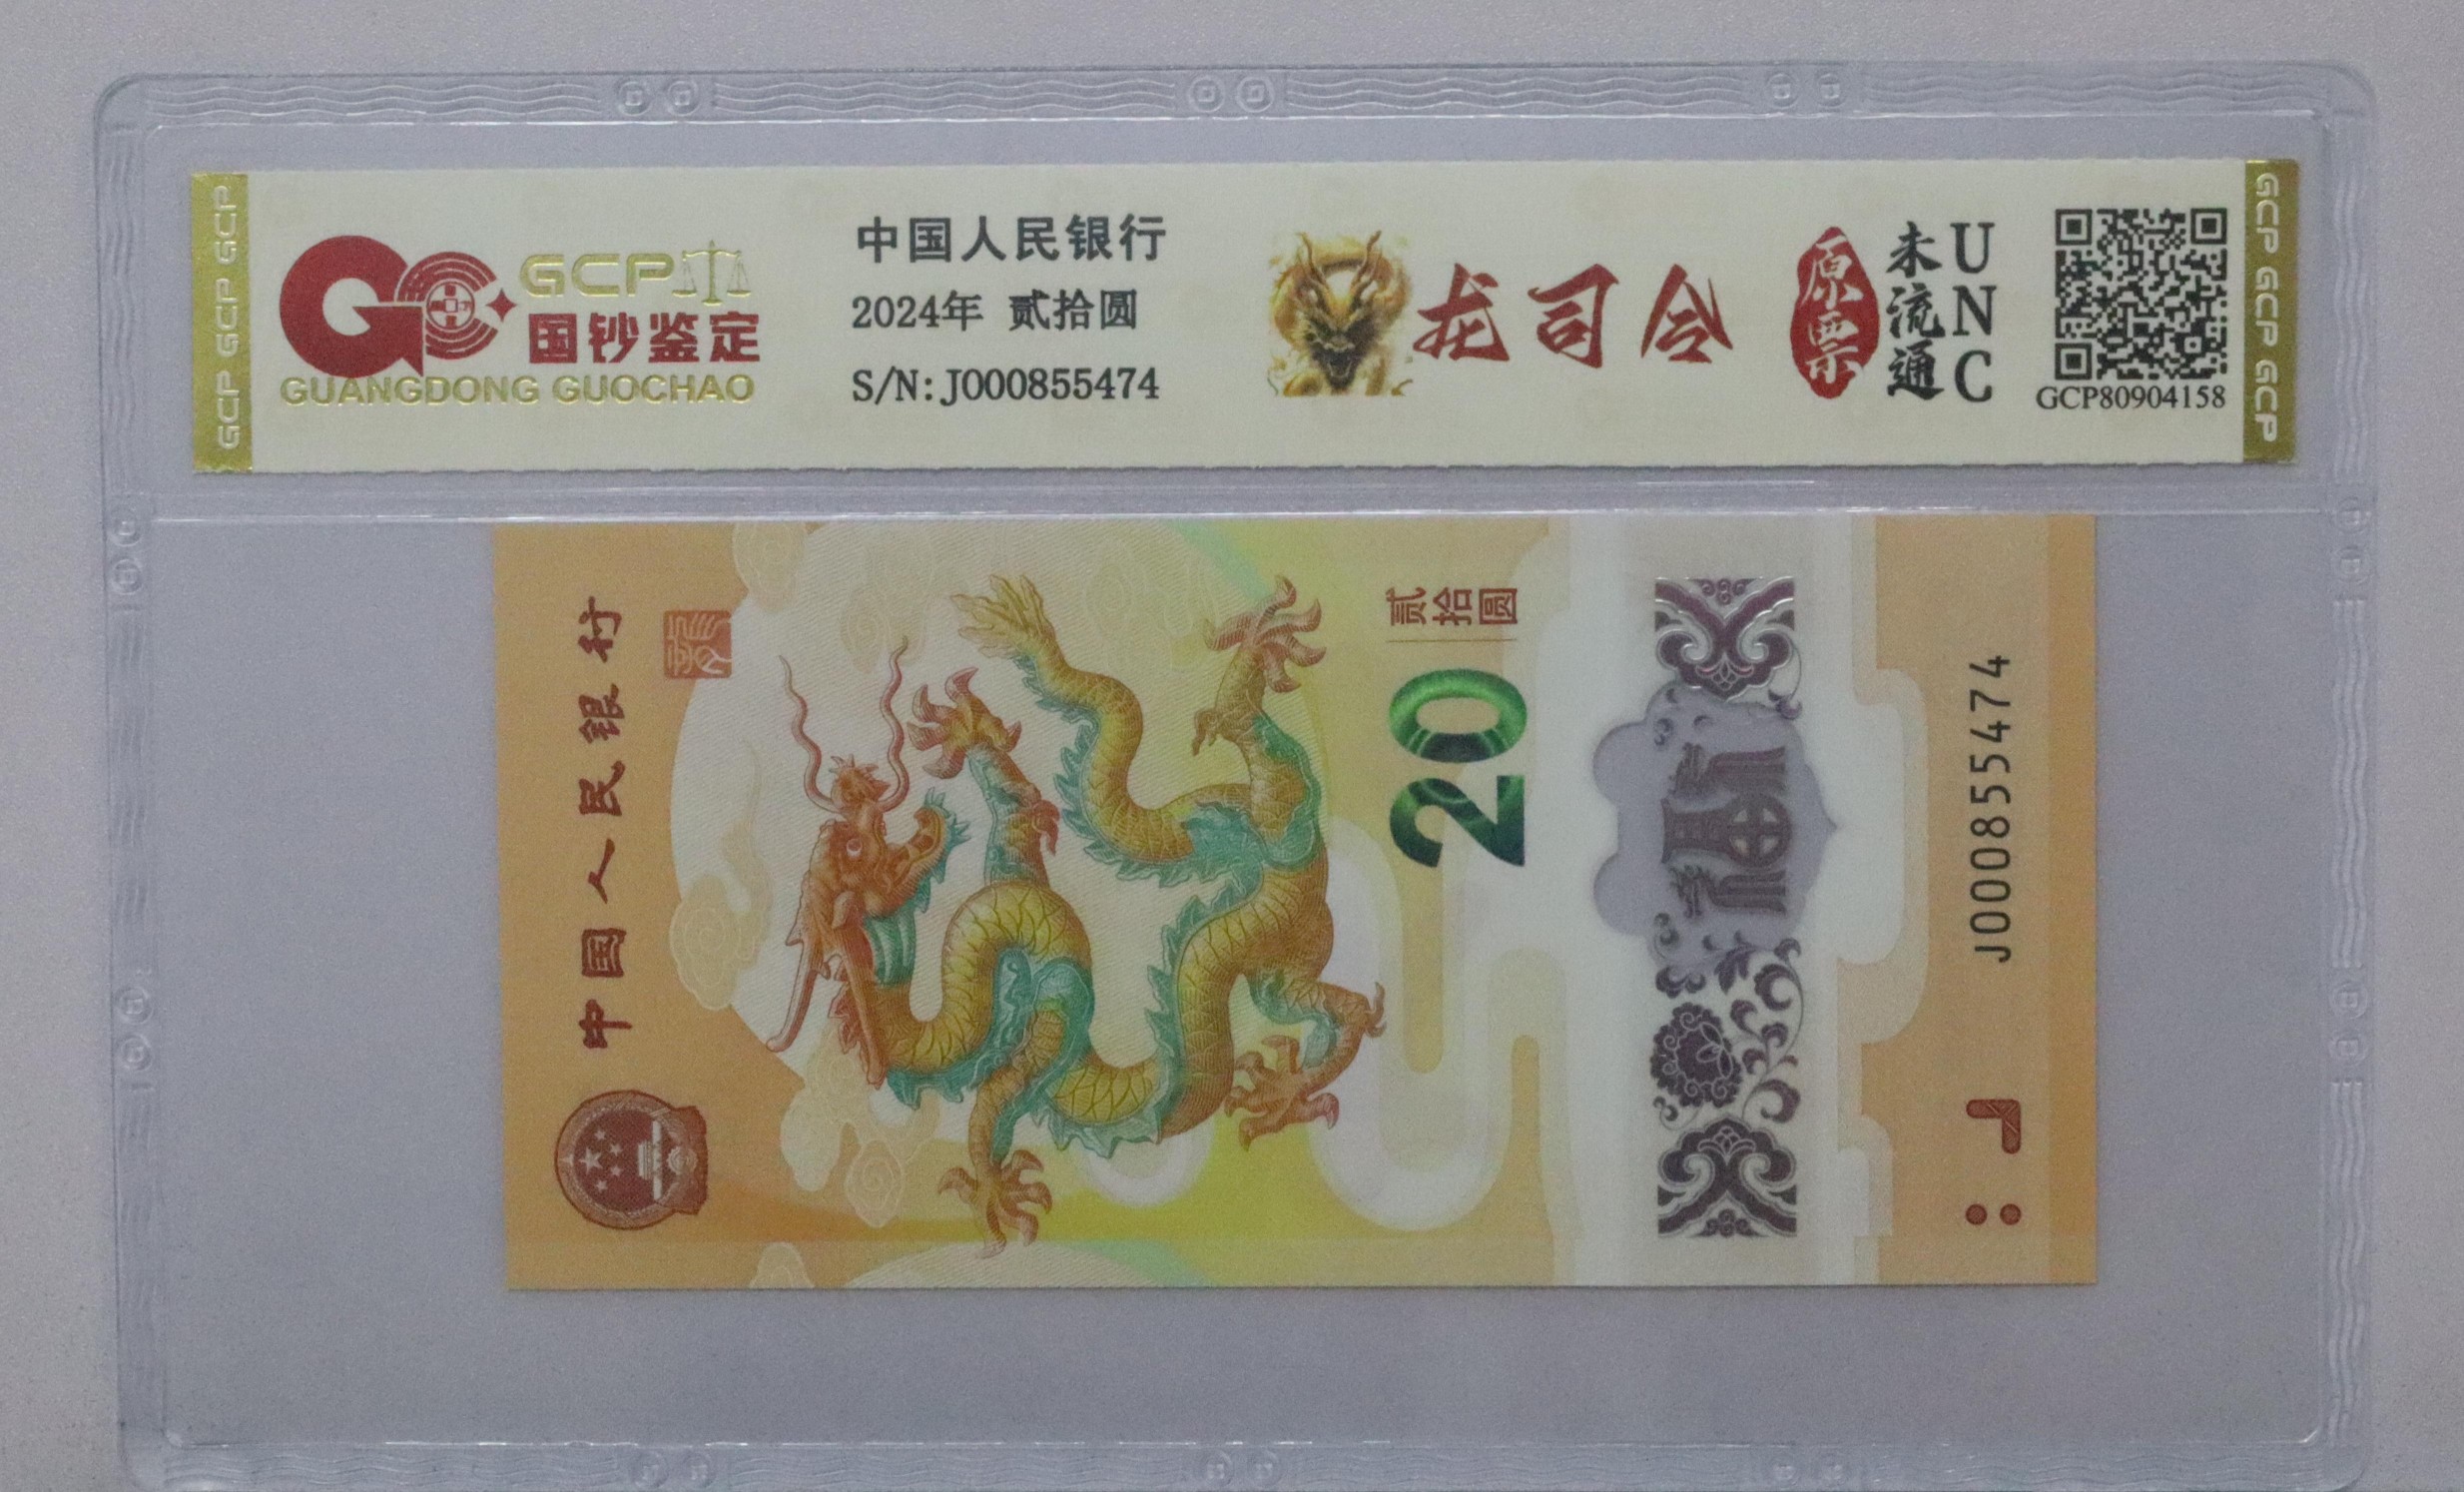 GCP GCP GCP
GCP
国钞鉴定
GUANGDONG GUOCHAO
中国人民银行
2024年 贰拾圆
S/N:J000855474
龙司令
原票
未流通
UNC
GCP80904158
GCP GCP GCP
中国人民银行
贰拾圆
20
J000855474